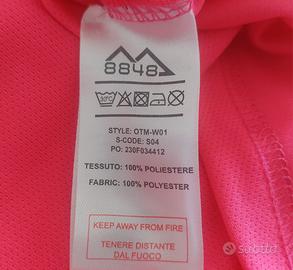 8848
30°C
STYLE: OTM-W01
S-CODE: S04
PO: 230F034412
TESSUTO: 100% POLIESTERE
FABRIC: 100% POLYESTER
KEEP AWAY FROM FIRE
TENERE DISTANTE
DAL FUOCO
subito